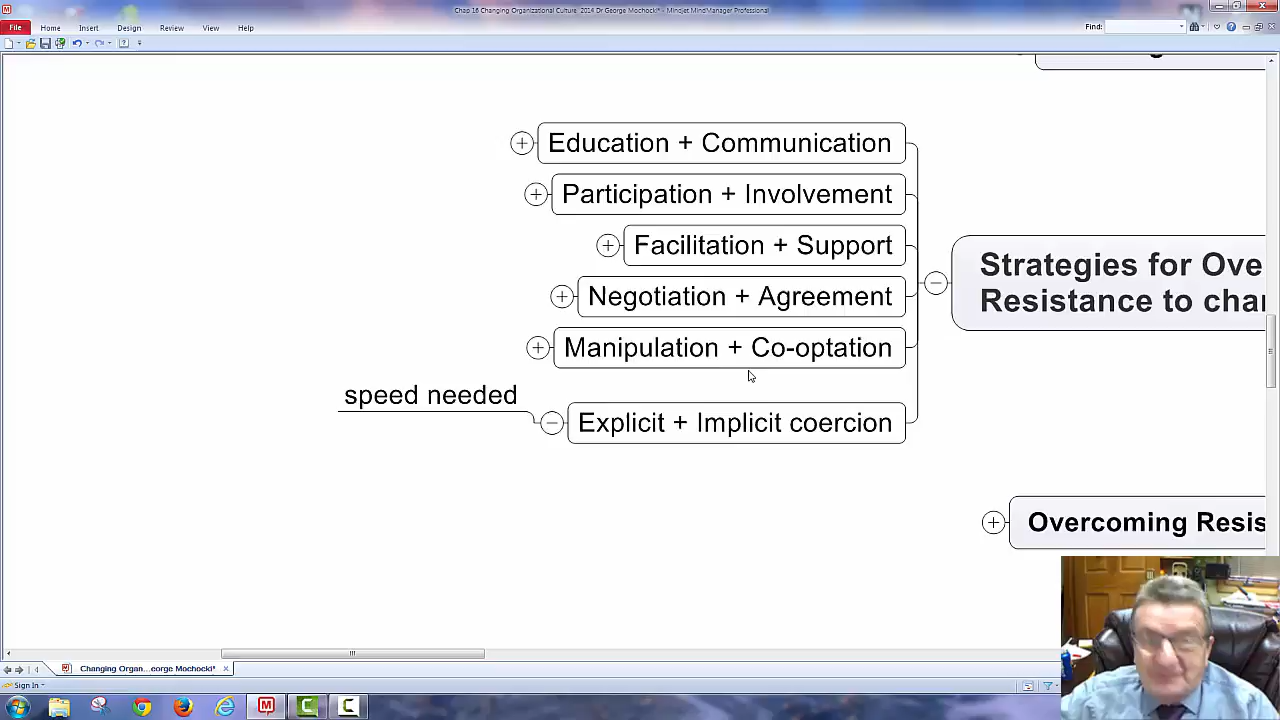 Chap 16 Changing Organizational Culture 2014 Dr George Mochocki* - Mindjet MindManager Professional
File Home Insert Design Review View Help Find:
Education + Communication
Participation + Involvement
Facilitation + Support
Strategies for Ove
Resistance to char
Negotiation + Agreement
Manipulation + Co-optation
speed needed
Explicit + Implicit coercion
Overcoming Resis
Changing Organ...eorge Mochocki*
Sign In